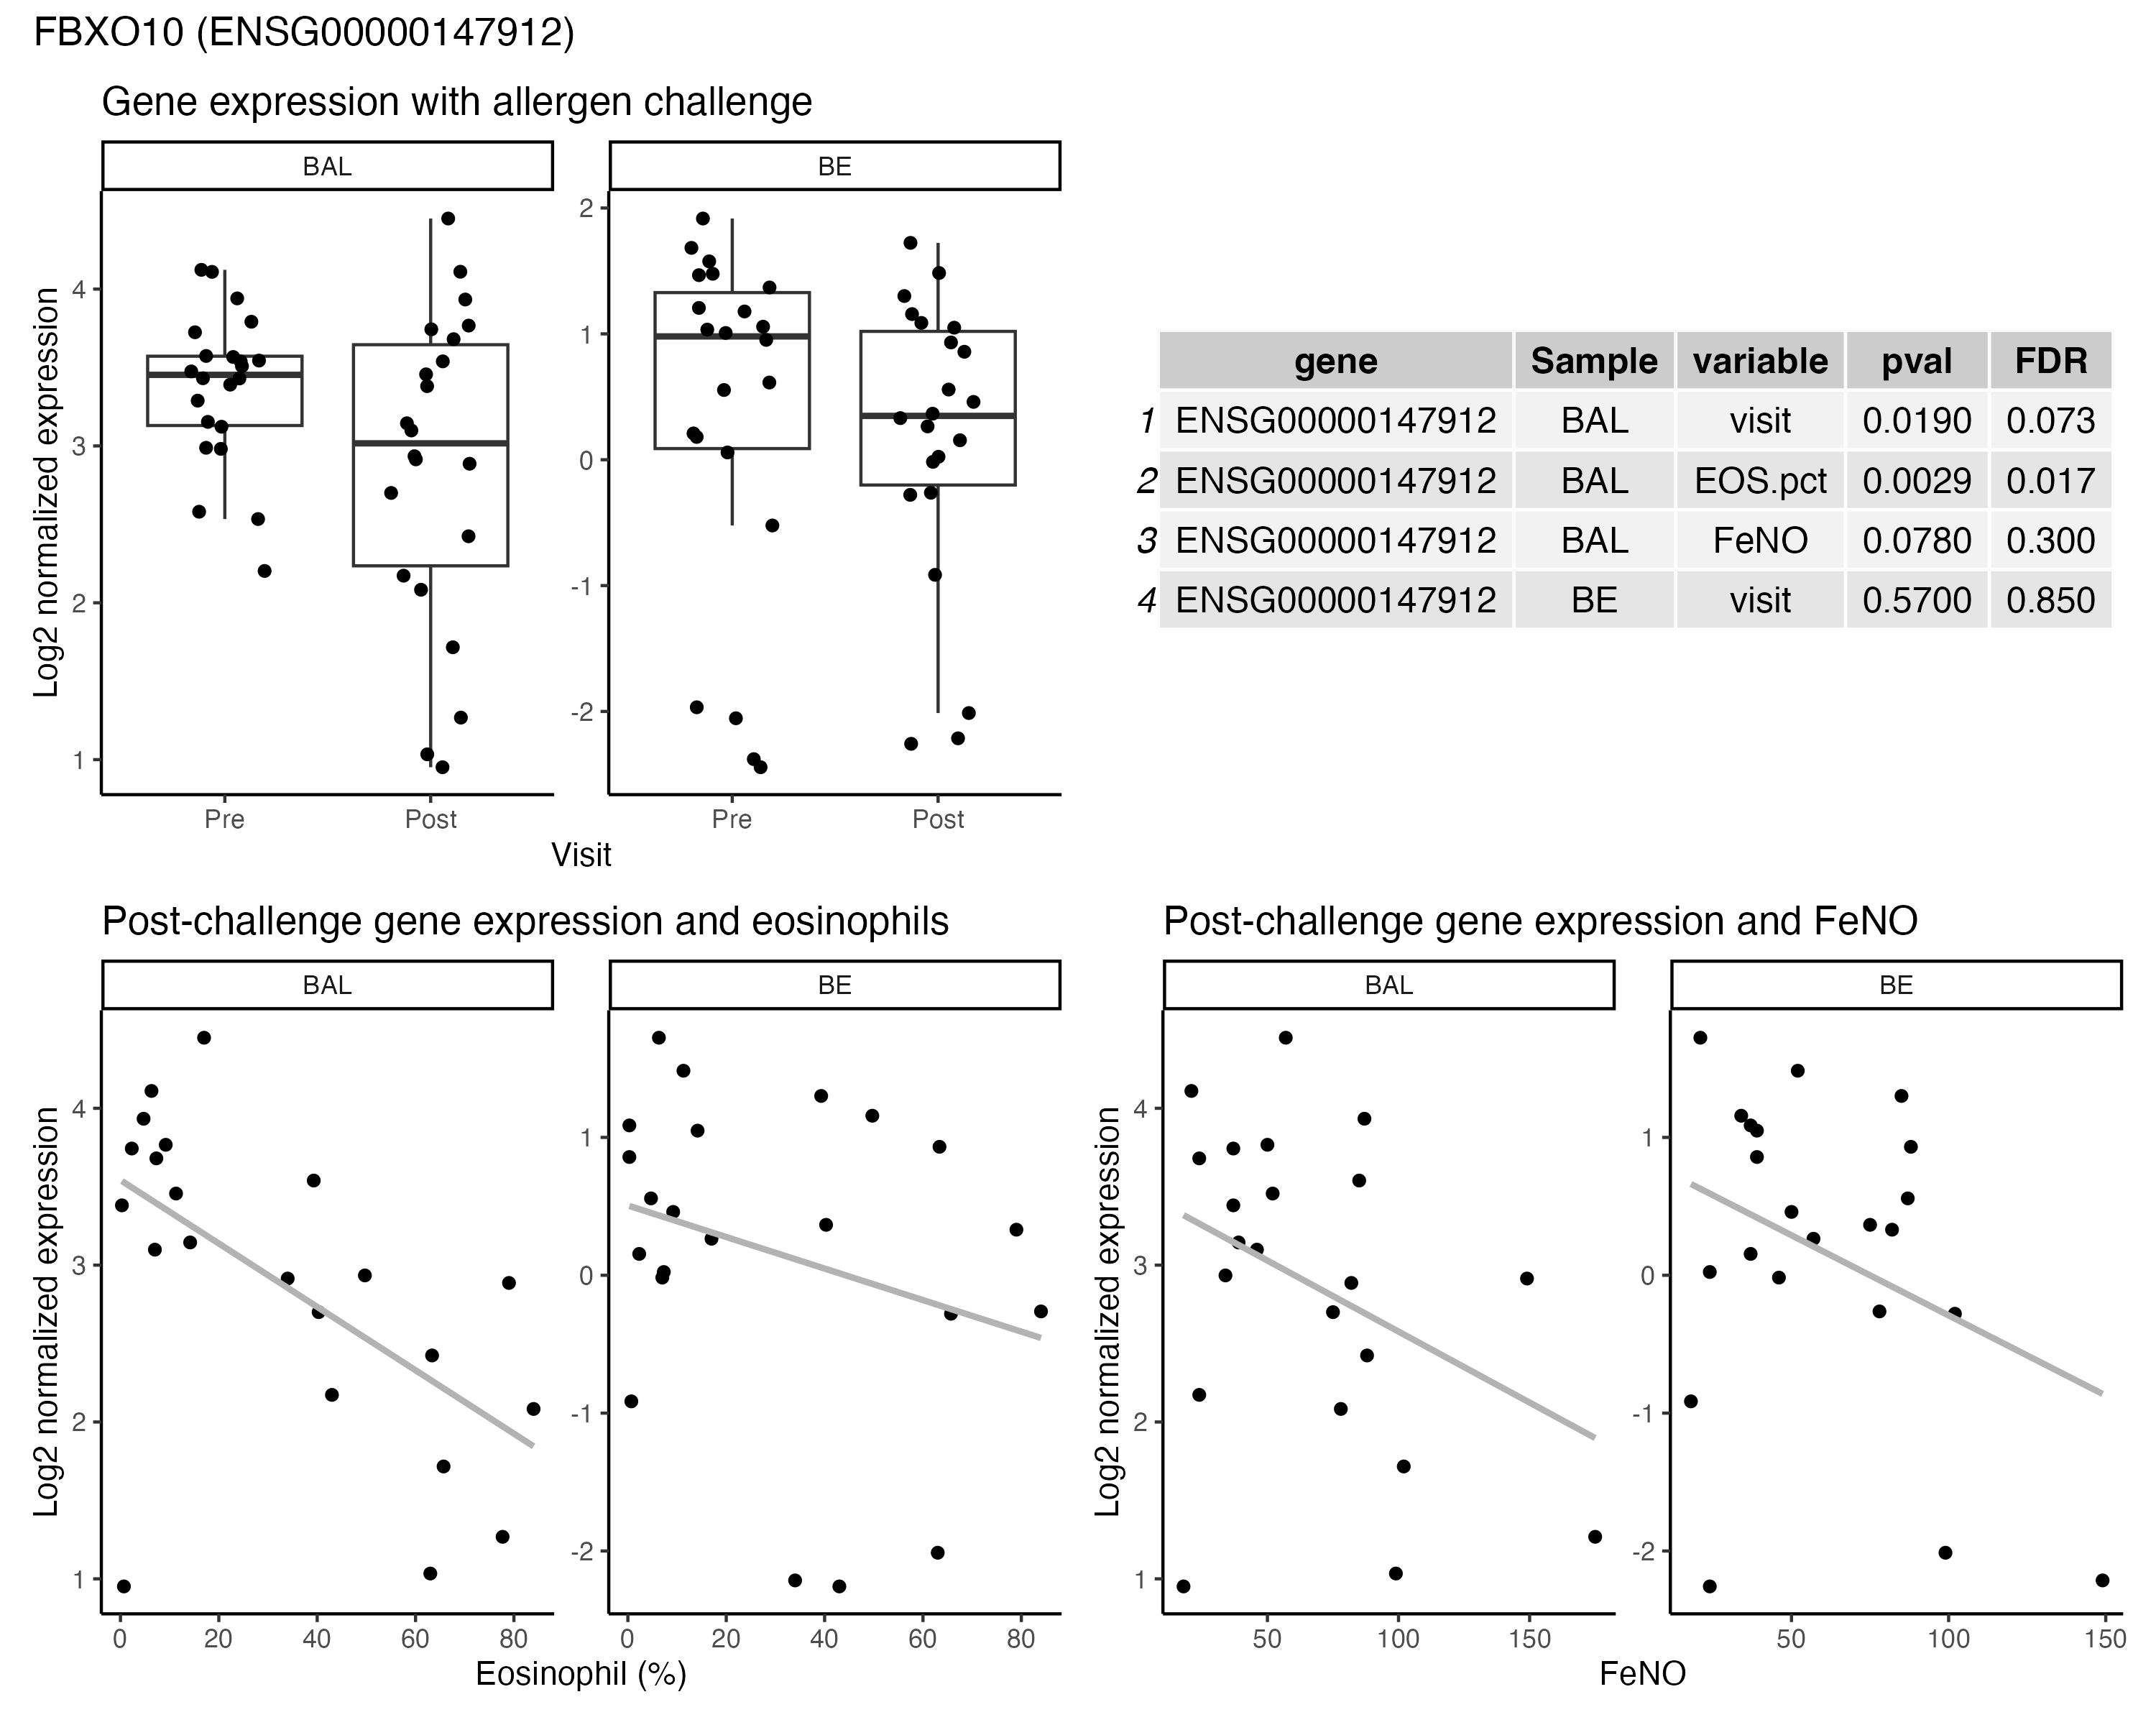 FBXO10 (ENSG00000147912)
Gene expression with allergen challenge
BAL
BE
Log2 normalized expression
4
3
2
1
2
1
0
-1
-2
Pre
Post
Pre
Post
Visit
gene Sample variable pval FDR
1 ENSG00000147912 BAL visit 0.0190 0.073
2 ENSG00000147912 BAL EOS.pct 0.0029 0.017
3 ENSG00000147912 BAL FeNO 0.0780 0.300
4 ENSG00000147912 BE visit 0.5700 0.850
Post-challenge gene expression and eosinophils
BAL
BE
Log2 normalized expression
4
3
2
1
1
0
-1
-2
0 20 40 60 80
0 20 40 60 80
Eosinophil (%)
Post-challenge gene expression and FeNO
BAL
BE
Log2 normalized expression
4
3
2
1
1
0
-1
-2
50 100 150
50 100 150
FeNO